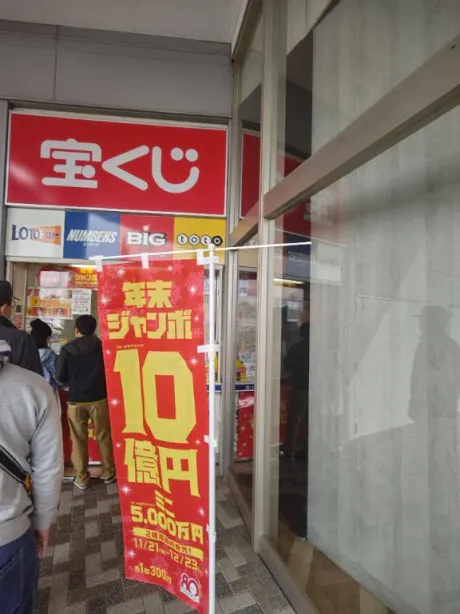 宝くじ
LOTO
NUMBERS
BIG
toto
年末
ジャンボ
10
億円
ミニ
5,000万円
11/21 12/23
各1枚300円